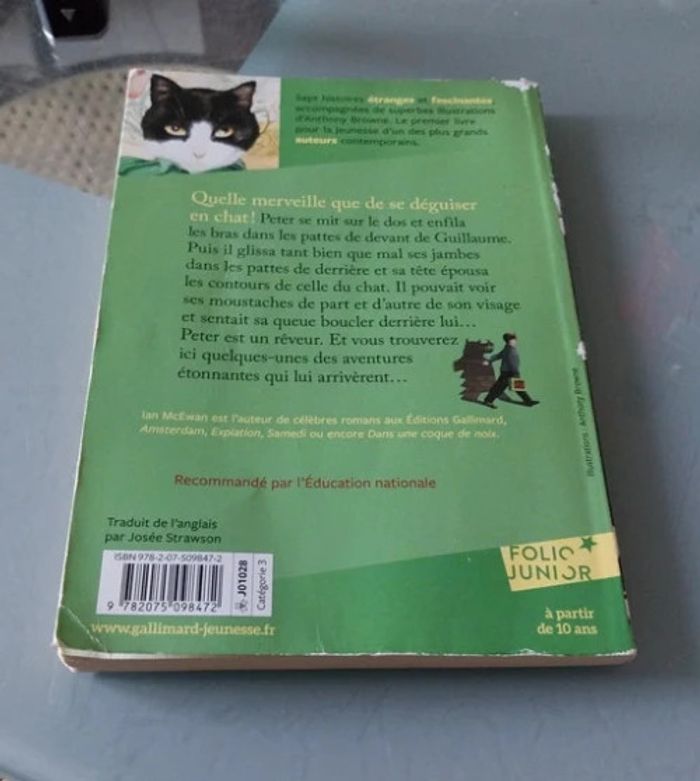 Sept histoires étranges et fascinantes
accompagnées de superbes illustrations
d'Anthony Browne. Le premier livre
pour la jeunesse d'un des plus grands
auteurs contemporains.
Quelle merveille que de se déguiser
en chat! Peter se mit sur le dos et enfila
les bras dans les pattes de devant de Guillaume.
Puis il glissa tant bien que mal ses jambes
dans les pattes de derrière et sa tête épousa
les contours de celle du chat. Il pouvait voir
ses moustaches de part et d'autre de son visage
et sentait sa queue boucler derrière lui...
Peter est un rêveur. Et vous trouverez
ici quelques-unes des aventures
étonnantes qui lui arrivèrent...
Illustrations : Anthony Browne
Ian McEwan est l'auteur de célèbres romans aux Éditions Gallimard,
Amsterdam, Expiation, Samedi ou encore Dans une coque de noix.
Recommandé par l'Éducation nationale
Traduit de l'anglais
par Josée Strawson
ISBN 978-2-07-509847-2
9 782075 098472
J01028
Catégorie 3
www.gallimard-jeunesse.fr
FOLIO
JUNIOR
à partir
de 10 ans